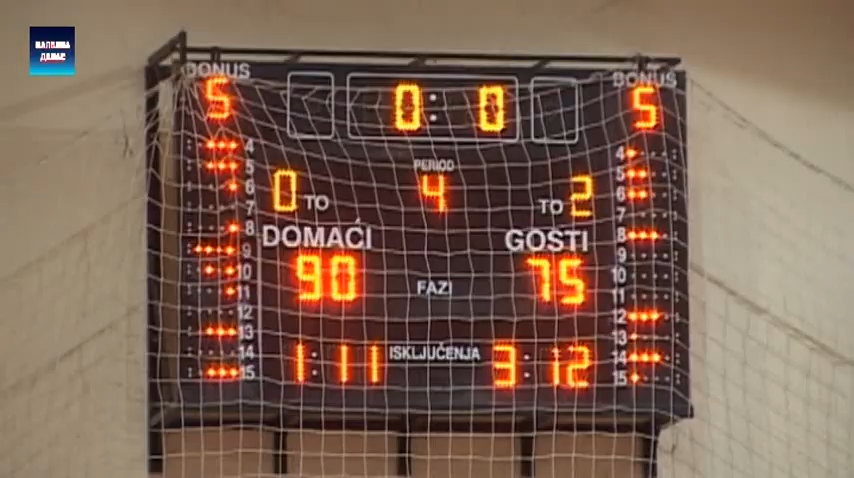 BONUS BONUS
5 0:0 5
4 4
5 PERIOD 5
6 0 TO 4 TO 2 6
7 7
8 DOMAĆI GOSTI 8
9 9
10 90 FAZI 75 10
11 11
12 12
13 13
14 1:11 ISKLJUČENJA 3:12 14
15 15